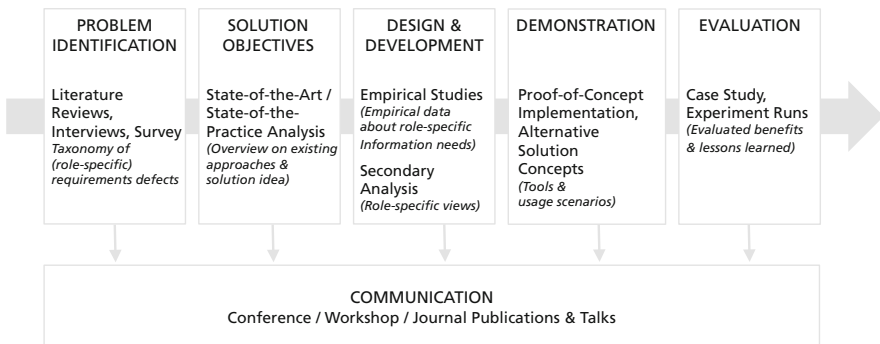 PROBLEM
IDENTIFICATION
Literature
Reviews,
Interviews, Survey
Taxonomy of
(role-specific)
requirements defects
SOLUTION
OBJECTIVES
State-of-the-Art /
State-of-the-
Practice Analysis
(Overview on existing
approaches &
solution idea)
DESIGN &
DEVELOPMENT
Empirical Studies
(Empirical data
about role-specific
Information needs)
Secondary
Analysis
(Role-specific views)
DEMONSTRATION
Proof-of-Concept
Implementation,
Alternative
Solution
Concepts
(Tools &
usage scenarios)
EVALUATION
Case Study,
Experiment Runs
(Evaluated benefits
& lessons learned)
COMMUNICATION
Conference / Workshop / Journal Publications & Talks